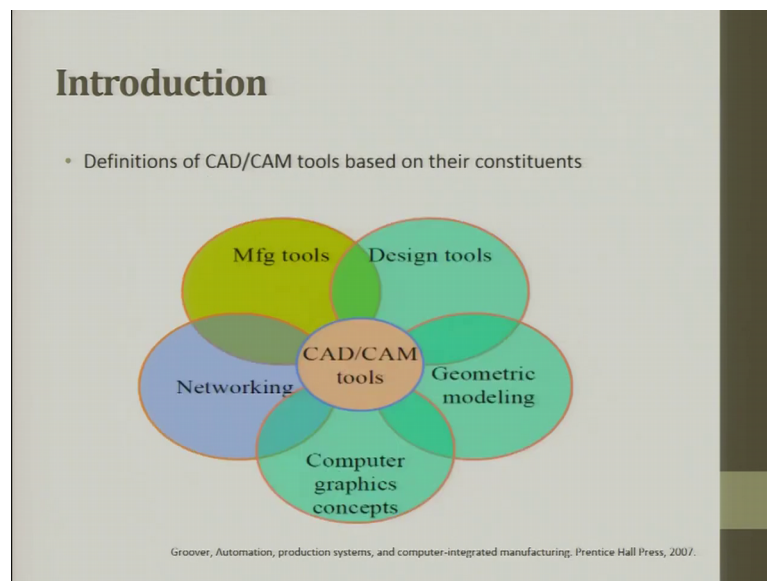 Introduction
• Definitions of CAD/CAM tools based on their constituents
Mfg tools
Design tools
CAD/CAM
tools
Networking
Geometric
modeling
Computer
graphics
concepts
Groover, Automation, production systems, and computer-integrated manufacturing. Prentice Hall Press, 2007.